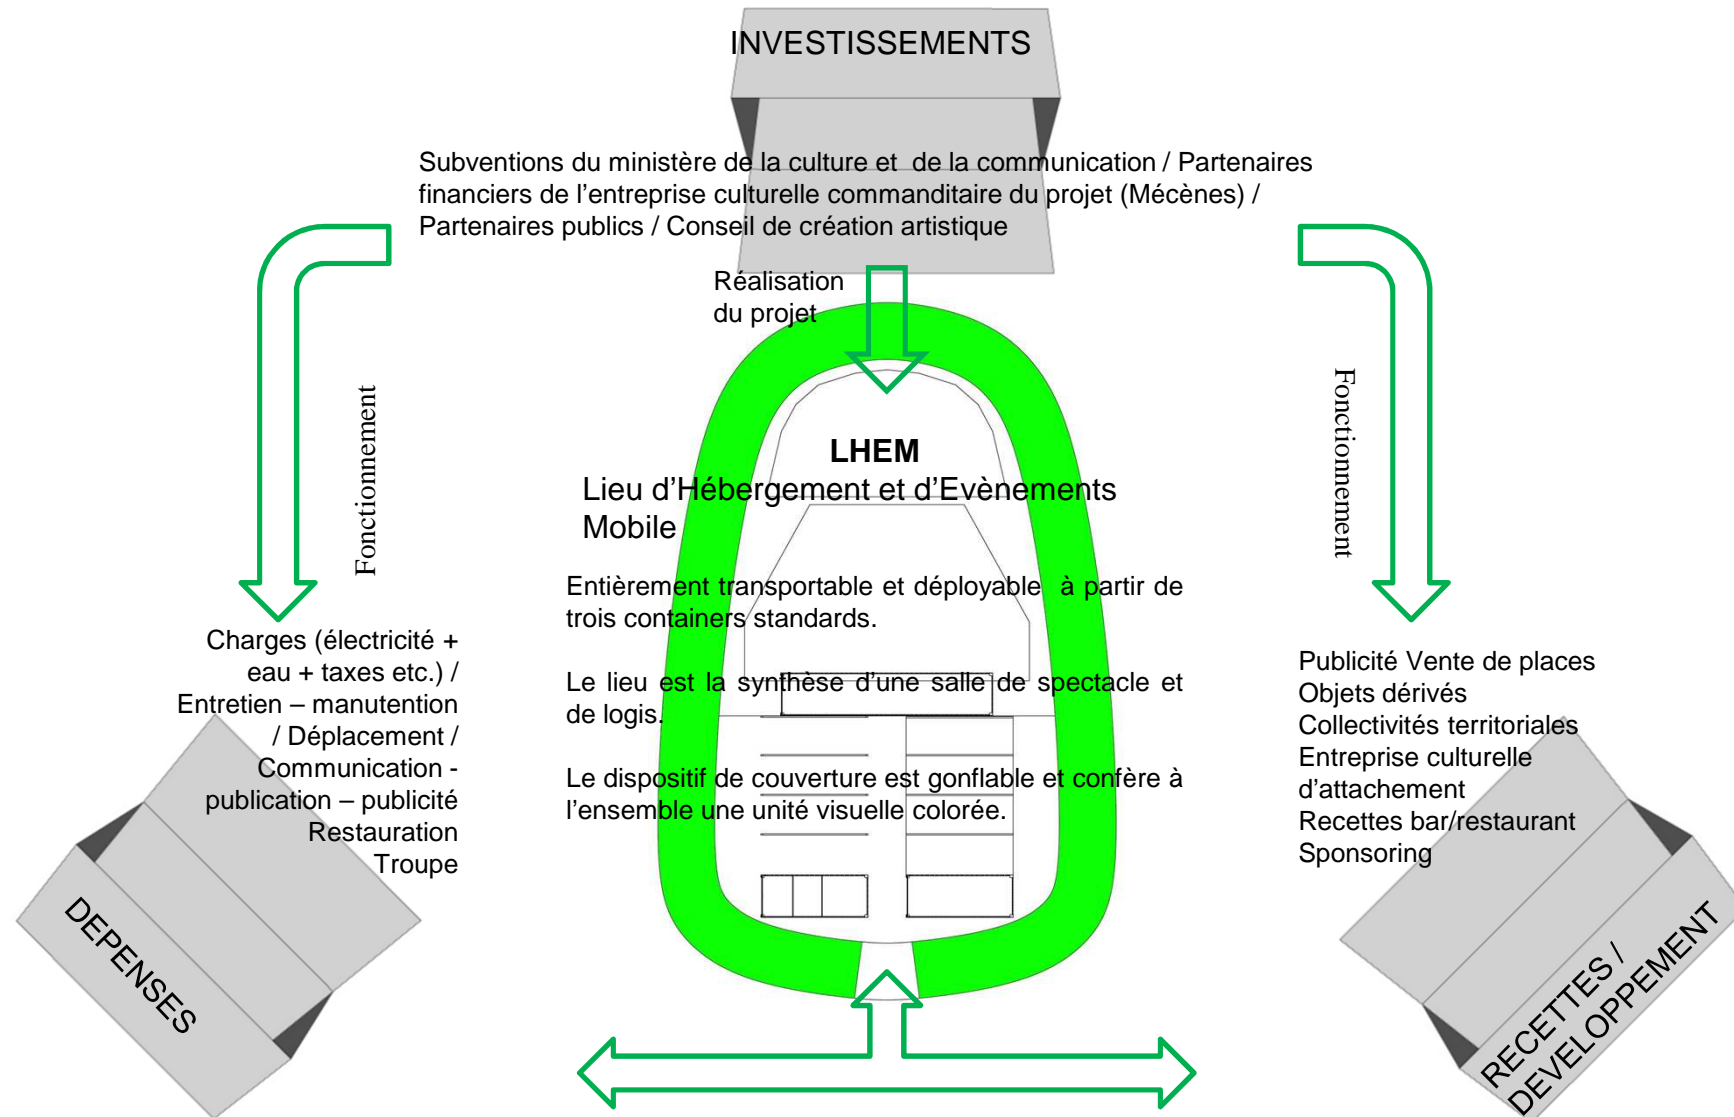 INVESTISSEMENTS
Subventions du ministère de la culture et  de la communication / Partenaires
financiers de l'entreprise culturelle commanditaire du projet (Mécènes) /
Partenaires publics / Conseil de création artistique
Réalisation
du projet
Fonctionnement
Fonctionnement
LHEM
Lieu d'Hébergement et d'Evènements
Mobile
Entièrement transportable et déployable  à partir de
trois containers standards.
Le lieu est la synthèse d'une salle de spectacle et
de logis.
Le dispositif de couverture est gonflable et confère à
l'ensemble une unité visuelle colorée.
Charges (électricité +
eau + taxes etc.) /
Entretien – manutention
/ Déplacement /
Communication -
publication – publicité
Restauration
Troupe
DEPENSES
Publicité Vente de places
Objets dérivés
Collectivités territoriales
Entreprise culturelle
d'attachement
Recettes bar/restaurant
Sponsoring
RECETTES /
DEVELOPPEMENT